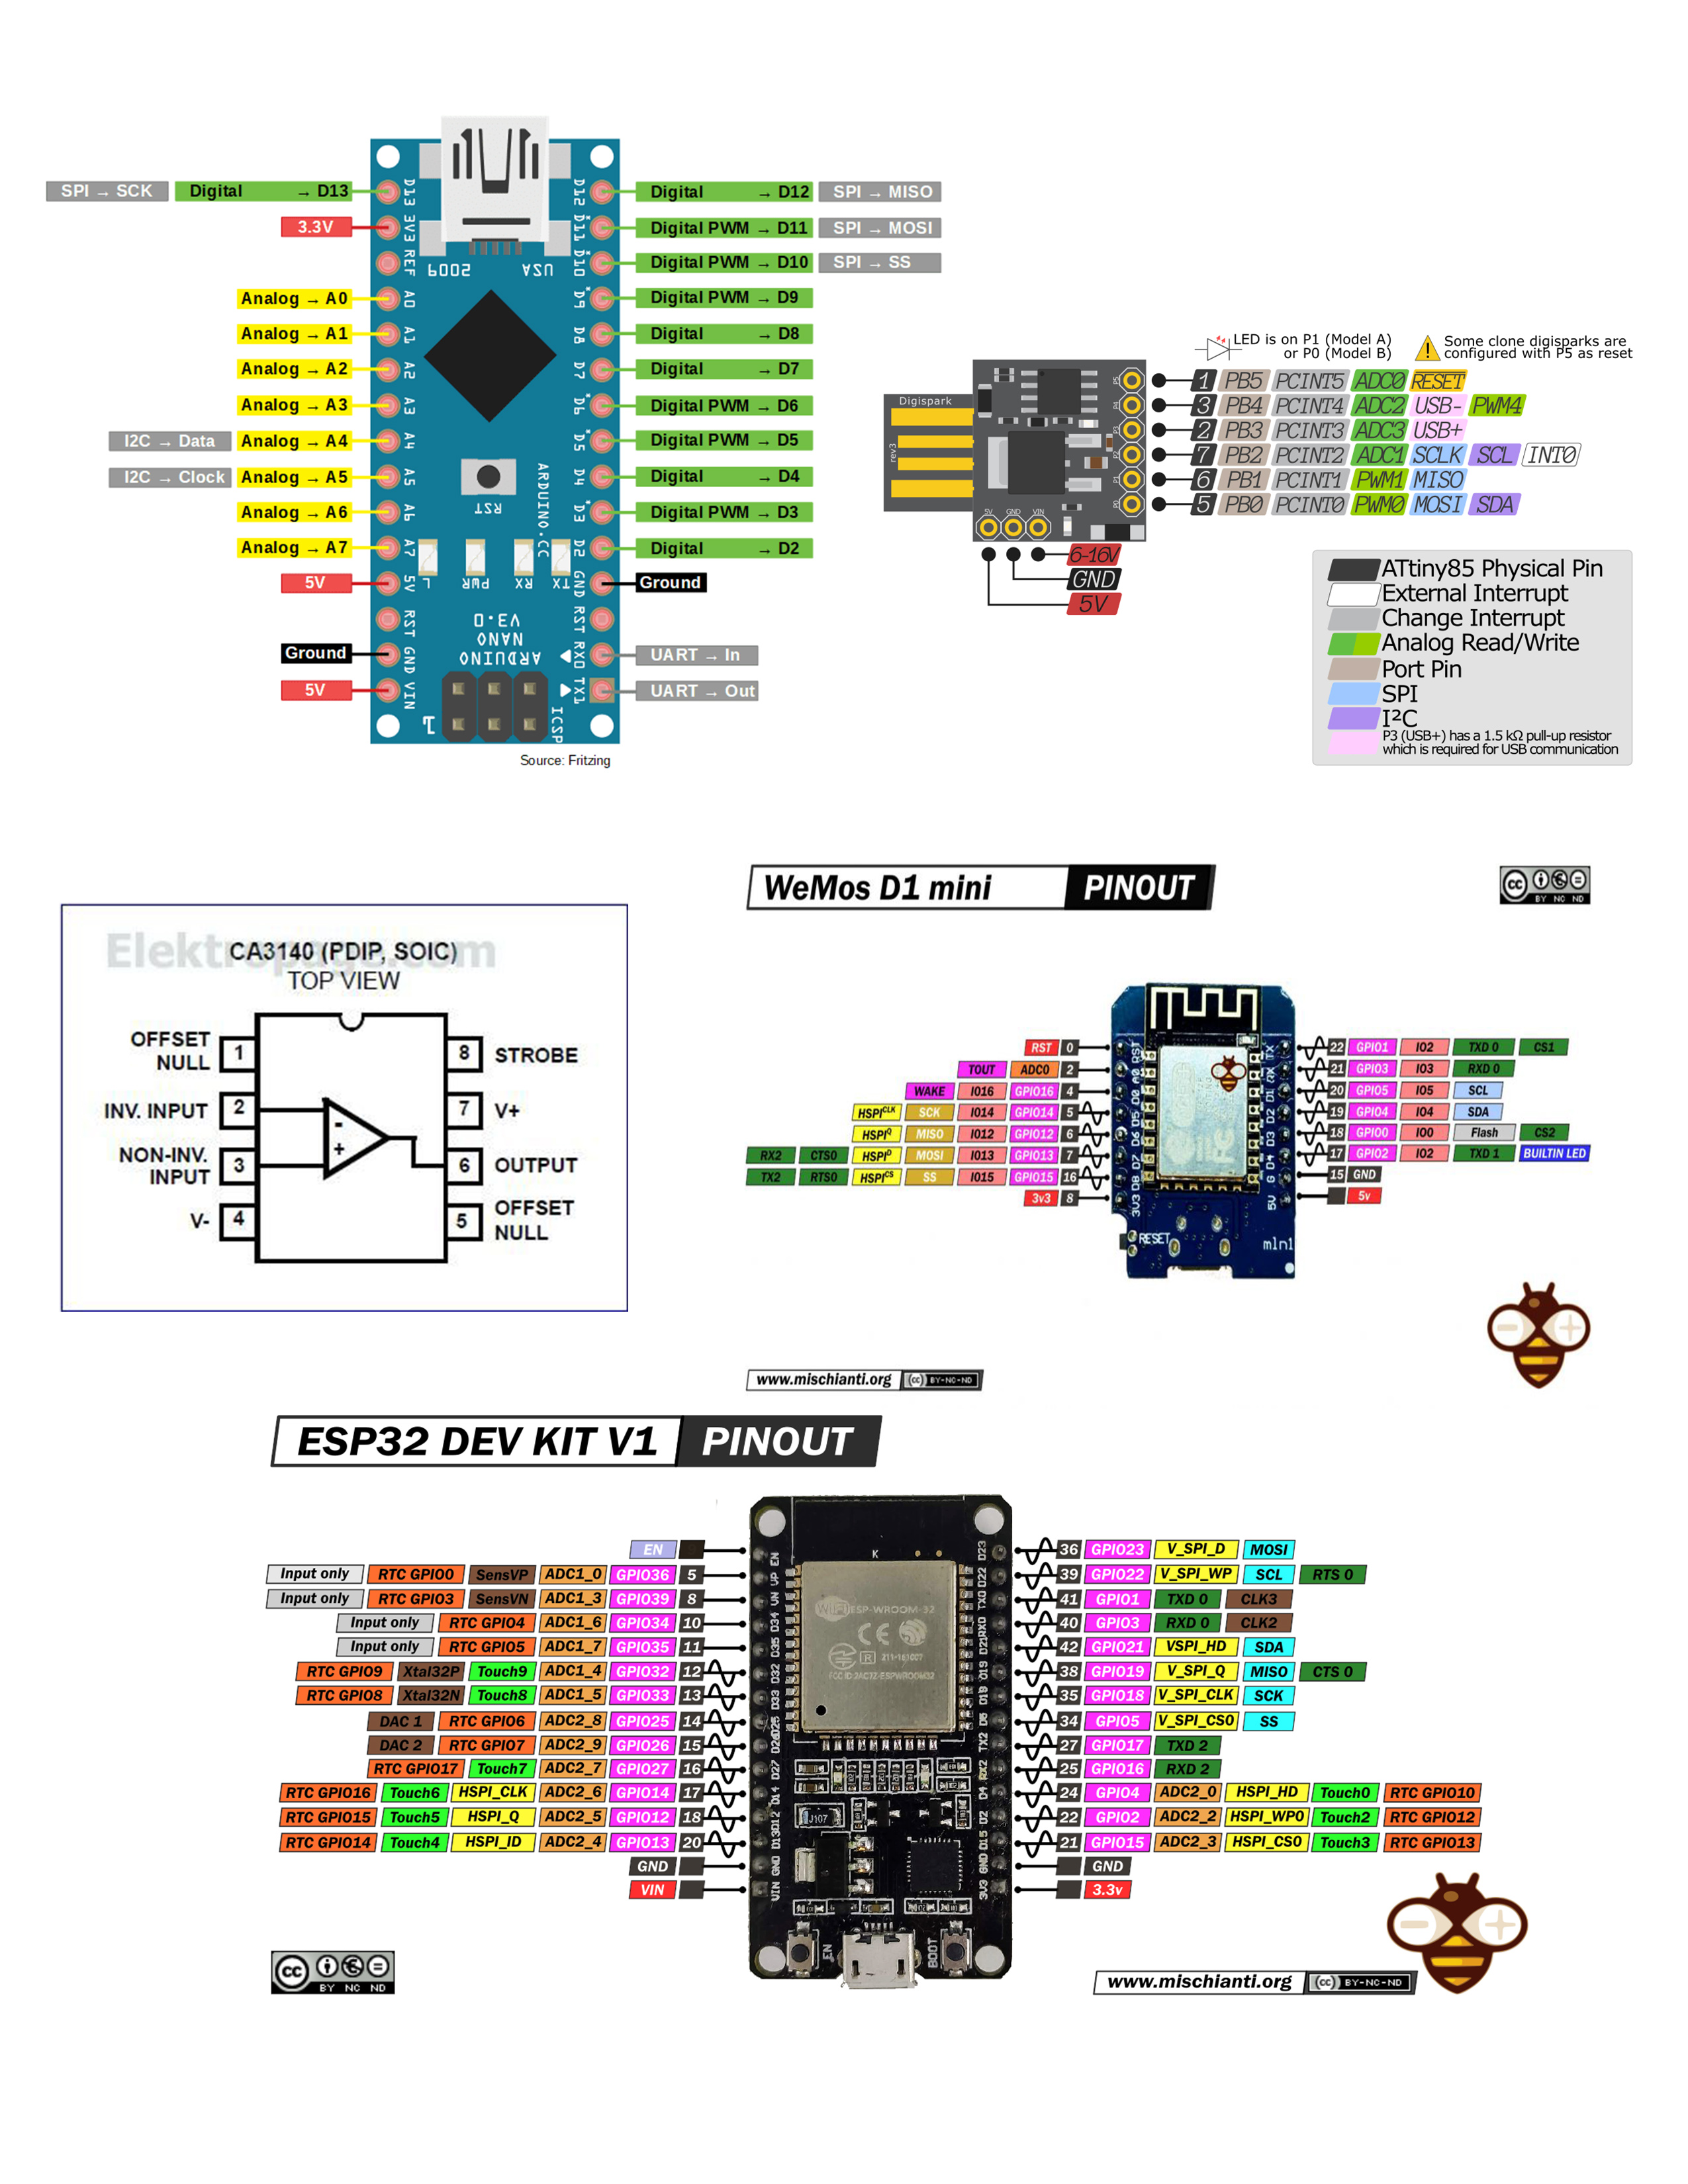 SPI → SCK Digital → D13 D13 D12 Digital → D12 SPI → MISO
3.3V 3V3 D11 Digital PWM → D11 SPI → MOSI
REF 2009 USA D10 Digital PWM → D10 SPI → SS
Analog → A0 A0 D9 Digital PWM → D9
Analog → A1 A1 D8 Digital → D8
Analog → A2 A2 D7 Digital → D7
Analog → A3 A3 D6 Digital PWM → D6
I2C → Data Analog → A4 A4 D5 Digital PWM → D5
I2C → Clock Analog → A5 A5 D4 Digital → D4
Analog → A6 A6 RST D3 Digital PWM → D3
Analog → A7 A7 D2 Digital → D2
5V 5V L PWR RX TX GND Ground
RST RST
Ground GND RX0 UART → In
5V VIN TX1 UART → Out
ARDUINO.CC
ARDUINO
NANO
V3.0
1 ICSP
Source: Fritzing
LED is on P1 (Model A)
or P0 (Model B)
Some clone digisparks are
configured with P5 as reset
Digispark
rev3
P5 1 PB5 PCINT5 ADC0 RESET
P4 3 PB4 PCINT4 ADC2 USB- PWM4
P3 2 PB3 PCINT3 ADC3 USB+
P2 7 PB2 PCINT2 ADC1 SCLK SCL INT0
P1 6 PB1 PCINT1 PWM1 MISO
P0 5 PB0 PCINT0 PWM0 MOSI SDA
5V GND VIN
6-16V
GND
5V
ATtiny85 Physical Pin
External Interrupt
Change Interrupt
Analog Read/Write
Port Pin
SPI
I²C
P3 (USB+) has a 1.5 kΩ pull-up resistor
which is required for USB communication
Elektropage.com
CA3140 (PDIP, SOIC)
TOP VIEW
OFFSET NULL 1 8 STROBE
INV. INPUT 2 - 7 V+
NON-INV. INPUT 3 + 6 OUTPUT
V- 4 5 OFFSET NULL
WeMos D1 mini PINOUT
cc BY NC ND
RST 0 RST TX 22 GPIO1 IO2 TXD 0 CS1
TOUT ADC0 2 A0 RX 21 GPIO3 IO3 RXD 0
WAKE IO16 GPIO16 4 D0 D1 20 GPIO5 IO5 SCL
HSPICLK SCK IO14 GPIO14 5 D5 D2 19 GPIO4 IO4 SDA
HSPIQ MISO IO12 GPIO12 6 D6 D3 18 GPIO0 IO0 Flash CS2
RX2 CTS0 HSPID MOSI IO13 GPIO13 7 D7 D4 17 GPIO2 IO2 TXD 1 BUILTIN LED
TX2 RTS0 HSPICS SS IO15 GPIO15 16 D8 G 15 GND
3v3 8 3V3 5V 5v
RESET mini
www.mischianti.org cc BY-NC-ND
ESP32 DEV KIT V1 PINOUT
EN EN D23 36 GPIO23 V_SPI_D MOSI
Input only RTC GPIO0 SensVP ADC1_0 GPIO36 5 VP D22 39 GPIO22 V_SPI_WP SCL RTS 0
Input only RTC GPIO3 SensVN ADC1_3 GPIO39 8 VN TX0 41 GPIO1 TXD 0 CLK3
Input only RTC GPIO4 ADC1_6 GPIO34 10 D34 RX0 40 GPIO3 RXD 0 CLK2
Input only RTC GPIO5 ADC1_7 GPIO35 11 D35 D21 42 GPIO21 VSPI_HD SDA
RTC GPIO9 Xtal32P Touch9 ADC1_4 GPIO32 12 D32 D19 38 GPIO19 V_SPI_Q MISO CTS 0
RTC GPIO8 Xtal32N Touch8 ADC1_5 GPIO33 13 D33 D18 35 GPIO18 V_SPI_CLK SCK
DAC 1 RTC GPIO6 ADC2_8 GPIO25 14 D25 D5 34 GPIO5 V_SPI_CS0 SS
DAC 2 RTC GPIO7 ADC2_9 GPIO26 15 D26 TX2 27 GPIO17 TXD 2
RTC GPIO17 Touch7 ADC2_7 GPIO27 16 D27 RX2 25 GPIO16 RXD 2
RTC GPIO16 Touch6 HSPI_CLK ADC2_6 GPIO14 17 D14 D4 24 GPIO4 ADC2_0 HSPI_HD Touch0 RTC GPIO10
RTC GPIO15 Touch5 HSPI_Q ADC2_5 GPIO12 18 D12 D2 22 GPIO2 ADC2_2 HSPI_WP0 Touch2 RTC GPIO12
RTC GPIO14 Touch4 HSPI_ID ADC2_4 GPIO13 20 D13 D15 21 GPIO15 ADC2_3 HSPI_CS0 Touch3 RTC GPIO13
GND GND GND GND
VIN VIN 3V3 3.3v
K
WiFi ESP-WROOM-32
CE
R 211-161007
FCC ID:2AC7Z-ESPWROOM32
J107
EN BOOT
cc BY NC ND
www.mischianti.org cc BY-NC-ND